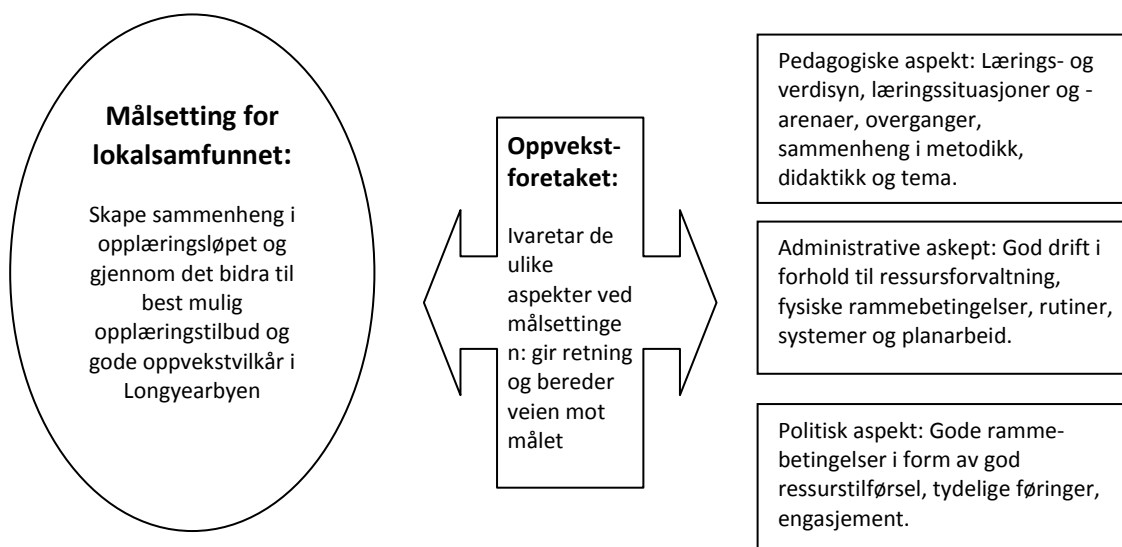 Målsetting for
lokalsamfunnet:
Skape sammenheng i
opplæringsløpet og
gjennom det bidra til
best mulig
opplæringstilbud og
gode oppvekstvilkår i
Longyearbyen
Oppvekst-
foretaket:
Ivaretar de
ulike
aspekter ved
målsettinge
n: gir retning
og bereder
veien mot
målet
Pedagogiske aspekt: Lærings- og
verdisyn, læringssituasjoner og -
arenaer, overganger,
sammenheng i metodikk,
didaktikk og tema.
Administrative askept: God drift i
forhold til ressursforvaltning,
fysiske rammebetingelser, rutiner,
systemer og planarbeid.
Politisk aspekt: Gode ramme-
betingelser i form av god
ressurstilførsel, tydelige føringer,
engasjement.